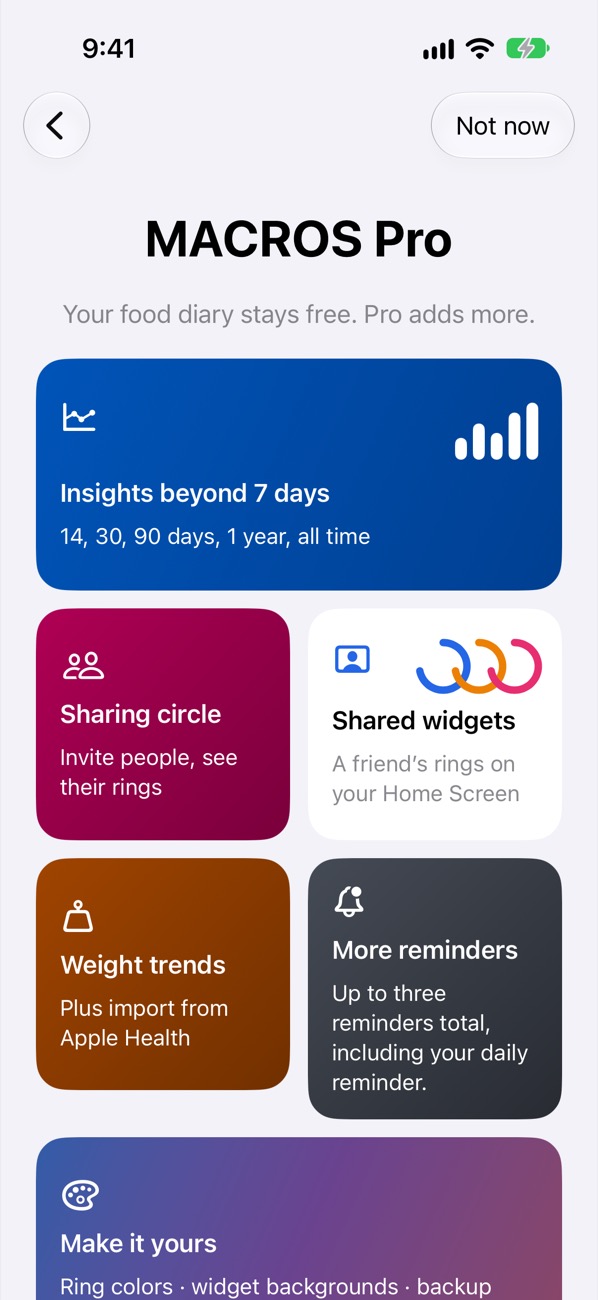 9:41
Not now
MACROS Pro
Your food diary stays free. Pro adds more.
Insights beyond 7 days
14, 30, 90 days, 1 year, all time
Sharing circle
Invite people, see
their rings
Shared widgets
A friend’s rings on
your Home Screen
Weight trends
Plus import from
Apple Health
More reminders
Up to three
reminders total,
including your daily
reminder.
Make it yours
Ring colors · widget backgrounds · backup